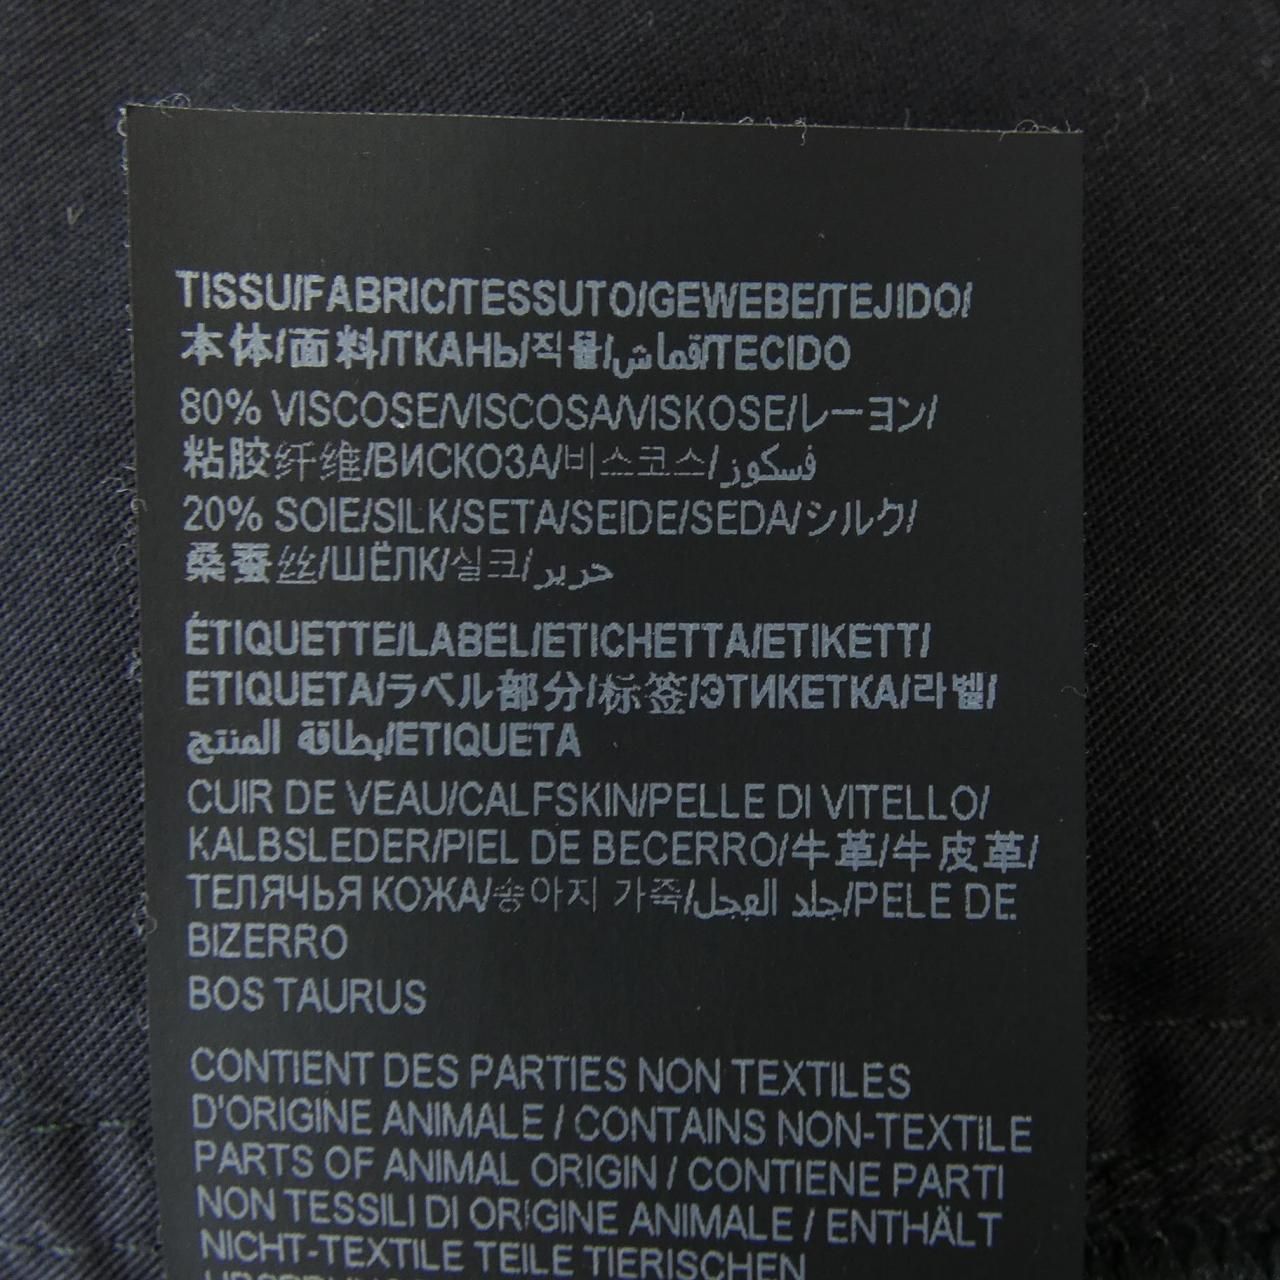 TISSU/FABRIC/TESSUTO/GEWEBE/TEJIDO/
本体/面料/ТКАНЬ/직물/قماش/TECIDO
80% VISCOSE/VISCOSA/VISKOSE/レーヨン/
粘胶纤维/ВИСКОЗА/비스코스/فسكوز
20% SOIE/SILK/SETA/SEIDE/SEDA/シルク/
桑蚕丝/ШЁЛК/실크/حرير
ÉTIQUETTE/LABEL/ETICHETTA/ETIKETT/
ETIQUETA/ラベル部分/标签/ЭТИКЕТКА/라벨/
بطاقة المنتج/ETIQUETA
CUIR DE VEAU/CALFSKIN/PELLE DI VITELLO/
KALBSLEDER/PIEL DE BECERRO/牛革/牛皮革/
ТЕЛЯЧЬЯ КОЖА/송아지 가죽/جلد العجل/PELE DE
BIZERRO
BOS TAURUS
CONTIENT DES PARTIES NON TEXTILES
D'ORIGINE ANIMALE / CONTAINS NON-TEXTILE
PARTS OF ANIMAL ORIGIN / CONTIENE PARTI
NON TESSILI DI ORIGINE ANIMALE / ENTHÄLT
NICHT-TEXTILE TEILE TIERISCHEN